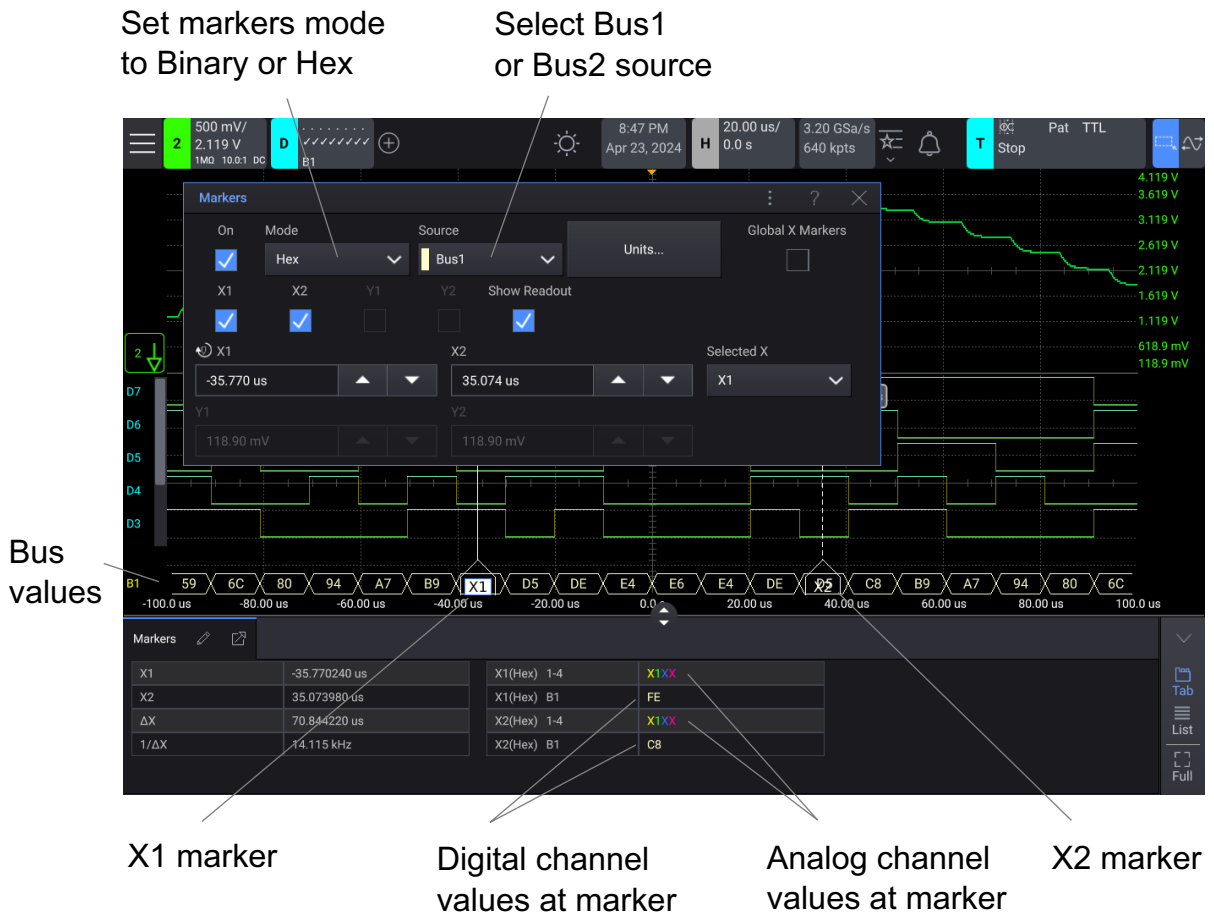 Set markers mode
to Binary or Hex
Select Bus1
or Bus2 source
2
500 mV/
2.119 V
1MΩ 10.0:1 DC
D
B1
8:47 PM
Apr 23, 2024
H
20.00 us/
0.0 s
3.20 GSa/s
640 kpts
T
Pat TTL
Stop
Markers
?
On
Mode
Source
Global X Markers
Hex
Bus1
Units...
X1
X2
Y1
Y2
Show Readout
X1
X2
Selected X
-35.770 us
35.074 us
X1
Y1
Y2
118.90 mV
118.90 mV
4.119 V
3.619 V
3.119 V
2.619 V
2.119 V
1.619 V
1.119 V
618.9 mV
118.9 mV
2
D7
D6
D5
D4
D3
Bus
values
B1 59 6C 80 94 A7 B9 X1 D5 DE E4 E6 E4 DE X2 C8 B9 A7 94 80 6C
-100.0 us -80.00 us -60.00 us -40.00 us -20.00 us 0.0 s 20.00 us 40.00 us 60.00 us 80.00 us 100.0 us
Markers
X1 -35.770240 us X1(Hex) 1-4 X1XX
X2 35.073980 us X1(Hex) B1 FE
ΔX 70.844220 us X2(Hex) 1-4 X1XX
1/ΔX 14.115 kHz X2(Hex) B1 C8
Tab
List
Full
X1 marker
Digital channel
values at marker
Analog channel
values at marker
X2 marker